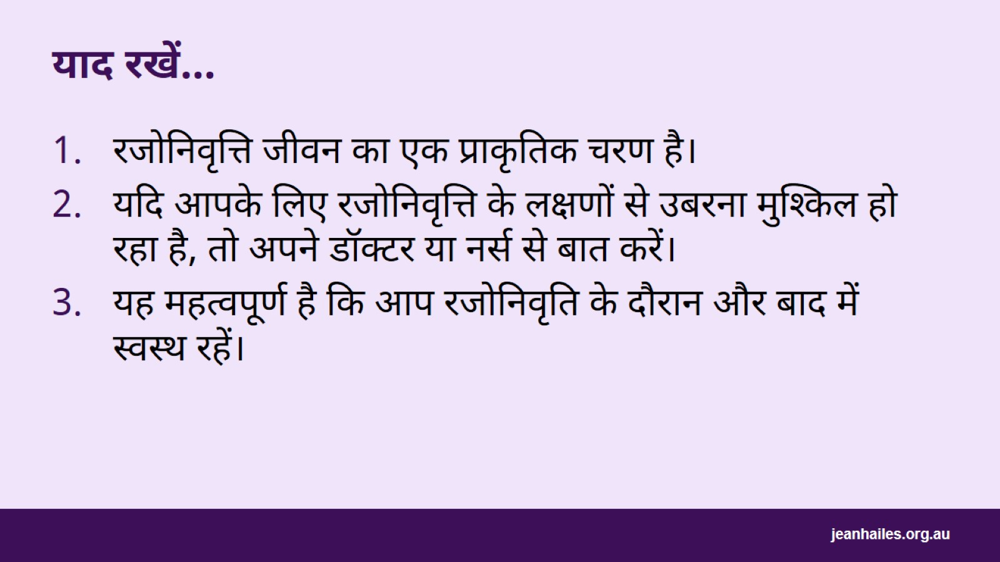 याद रखें...
1. रजोनिवृत्ति जीवन का एक प्राकृतिक चरण है।
2. यदि आपके लिए रजोनिवृत्ति के लक्षणों से उबरना मुश्किल हो
रहा है, तो अपने डॉक्टर या नर्स से बात करें।
3. यह महत्वपूर्ण है कि आप रजोनिवृति के दौरान और बाद में
स्वस्थ रहें।
jeanhailes.org.au